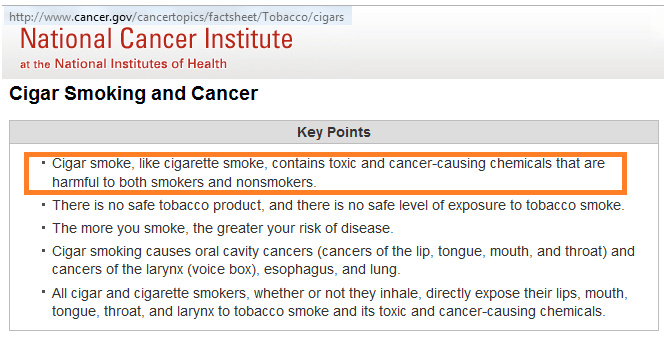 http://www.cancer.gov/cancertopics/factsheet/Tobacco/cigars
National Cancer Institute
at the National Institutes of Health
Cigar Smoking and Cancer
Key Points
▪ Cigar smoke, like cigarette smoke, contains toxic and cancer-causing chemicals that are
harmful to both smokers and nonsmokers.
▪ There is no safe tobacco product, and there is no safe level of exposure to tobacco smoke.
▪ The more you smoke, the greater your risk of disease.
▪ Cigar smoking causes oral cavity cancers (cancers of the lip, tongue, mouth, and throat) and
cancers of the larynx (voice box), esophagus, and lung.
▪ All cigar and cigarette smokers, whether or not they inhale, directly expose their lips, mouth,
tongue, throat, and larynx to tobacco smoke and its toxic and cancer-causing chemicals.